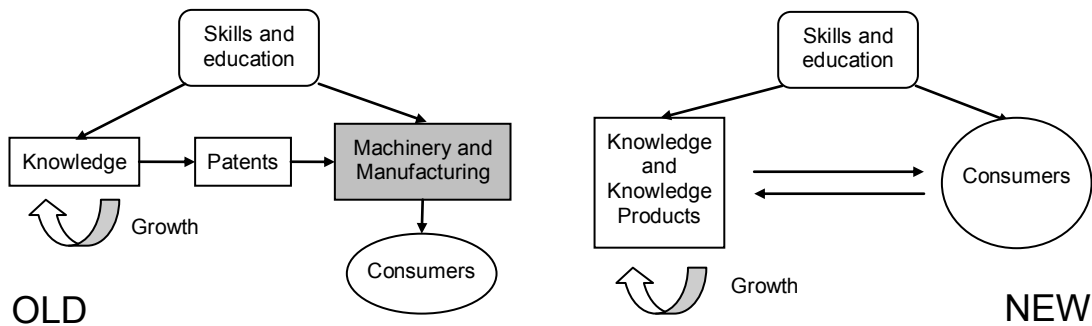 Skills and
education
Knowledge
Patents
Machinery and
Manufacturing
Growth
Consumers
OLD
Skills and
education
Knowledge
and
Knowledge
Products
Consumers
Growth
NEW